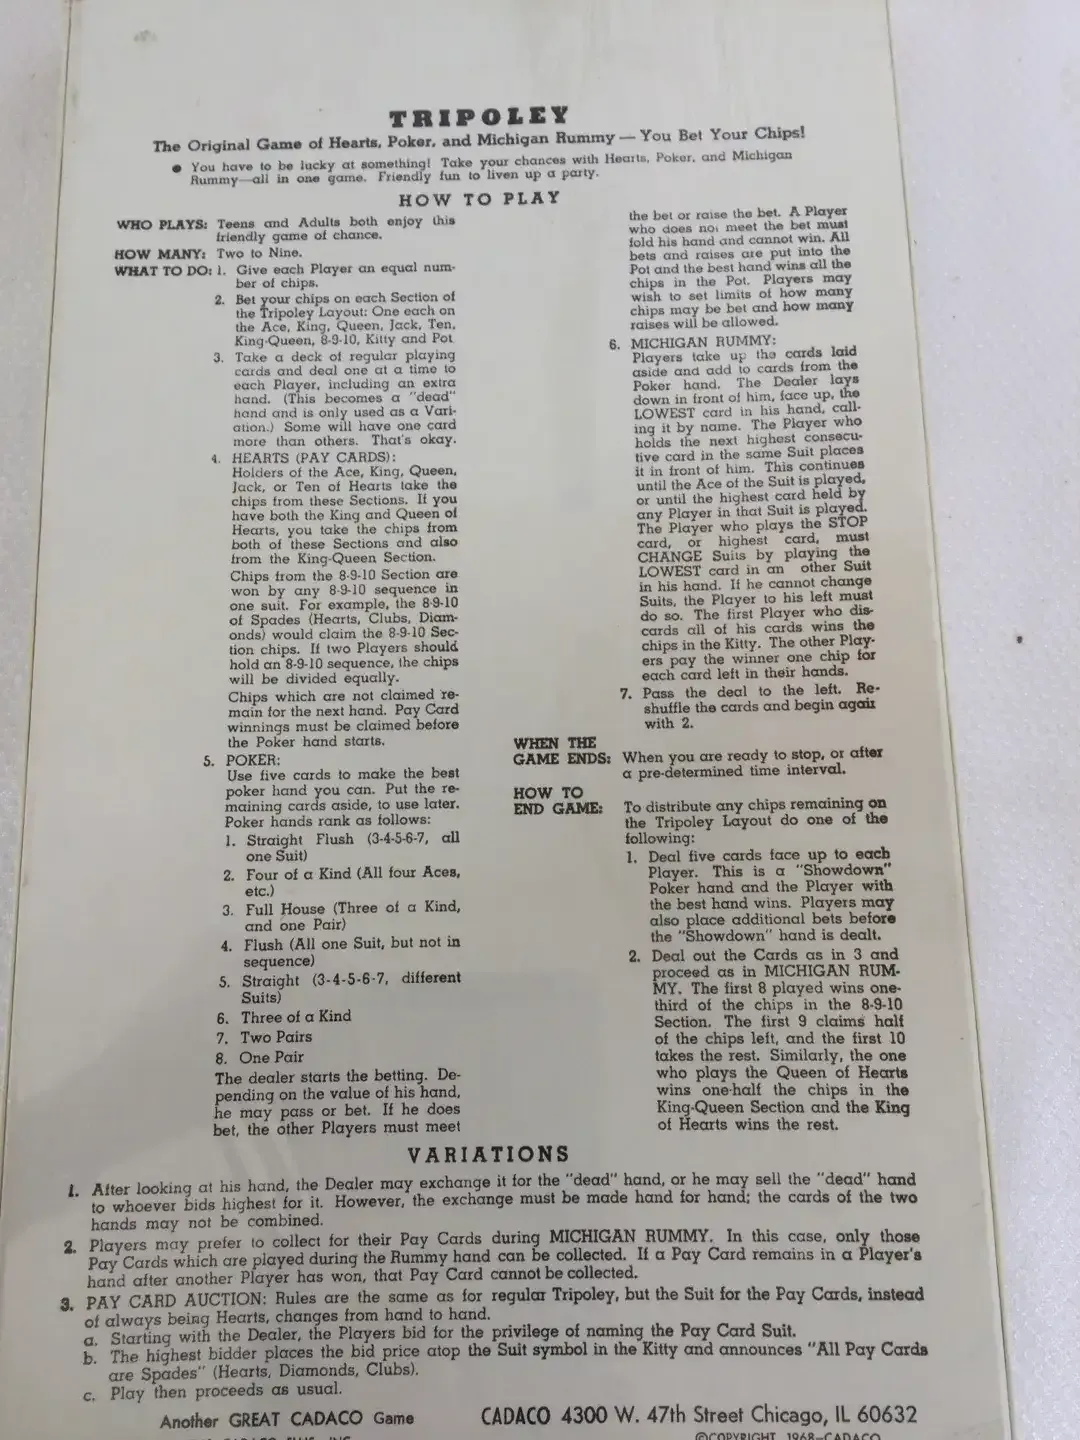 TRIPOLEY
The Original Game of Hearts, Poker, and Michigan Rummy — You Bet Your Chips!
● You have to be lucky at something! Take your chances with Hearts, Poker, and Michigan
Rummy—all in one game. Friendly fun to liven up a party.
HOW TO PLAY
WHO PLAYS: Teens and Adults both enjoy this
friendly game of chance.
HOW MANY: Two to Nine.
WHAT TO DO: 1. Give each Player an equal num-
ber of chips.
2. Bet your chips on each Section of
the Tripoley Layout: One each on
the Ace, King, Queen, Jack, Ten,
King-Queen, 8-9-10, Kitty and Pot
3. Take a deck of regular playing
cards and deal one at a time to
each Player, including an extra
hand. (This becomes a "dead"
hand and is only used as a Vari-
ation.) Some will have one card
more than others. That's okay.
4. HEARTS (PAY CARDS):
Holders of the Ace, King, Queen,
Jack, or Ten of Hearts take the
chips from these Sections. If you
have both the King and Queen of
Hearts, you take the chips from
both of these Sections and also
from the King-Queen Section.
Chips from the 8-9-10 Section are
won by any 8-9-10 sequence in
one suit. For example, the 8-9-10
of Spades (Hearts, Clubs, Diam-
onds) would claim the 8-9-10 Sec-
tion chips. If two Players should
hold an 8-9-10 sequence, the chips
will be divided equally.
Chips which are not claimed re-
main for the next hand. Pay Card
winnings must be claimed before
the Poker hand starts.
5. POKER:
Use five cards to make the best
poker hand you can. Put the re-
maining cards aside, to use later.
Poker hands rank as follows:
1. Straight Flush (3-4-5-6-7, all
one Suit)
2. Four of a Kind (All four Aces,
etc.)
3. Full House (Three of a Kind,
and one Pair)
4. Flush (All one Suit, but not in
sequence)
5. Straight (3-4-5-6-7, different
Suits)
6. Three of a Kind
7. Two Pairs
8. One Pair
The dealer starts the betting. De-
pending on the value of his hand,
he may pass or bet. If he does
bet, the other Players must meet
the bet or raise the bet. A Player
who does not meet the bet must
fold his hand and cannot win. All
bets and raises are put into the
Pot and the best hand wins all the
chips in the Pot. Players may
wish to set limits of how many
chips may be bet and how many
raises will be allowed.
6. MICHIGAN RUMMY:
Players take up the cards laid
aside and add to cards from the
Poker hand. The Dealer lays
down in front of him, face up, the
LOWEST card in his hand, call-
ing it by name. The Player who
holds the next highest consecu-
tive card in the same Suit places
it in front of him. This continues
until the Ace of the Suit is played,
or until the highest card held by
any Player in that Suit is played.
The Player who plays the STOP
card, or highest card, must
CHANGE Suits by playing the
LOWEST card in an other Suit
in his hand. If he cannot change
Suits, the Player to his left must
do so. The first Player who dis-
cards all of his cards wins the
chips in the Kitty. The other Play-
ers pay the winner one chip for
each card left in their hands.
7. Pass the deal to the left. Re-
shuffle the cards and begin again
with 2.
WHEN THE
GAME ENDS: When you are ready to stop, or after
a pre-determined time interval.
HOW TO
END GAME: To distribute any chips remaining on
the Tripoley Layout do one of the
following:
1. Deal five cards face up to each
Player. This is a "Showdown"
Poker hand and the Player with
the best hand wins. Players may
also place additional bets before
the "Showdown" hand is dealt.
2. Deal out the Cards as in 3 and
proceed as in MICHIGAN RUM-
MY. The first 8 played wins one-
third of the chips in the 8-9-10
Section. The first 9 claims half
of the chips left, and the first 10
takes the rest. Similarly, the one
who plays the Queen of Hearts
wins one-half the chips in the
King-Queen Section and the King
of Hearts wins the rest.
VARIATIONS
1. After looking at his hand, the Dealer may exchange it for the "dead" hand, or he may sell the "dead" hand
to whoever bids highest for it. However, the exchange must be made hand for hand; the cards of the two
hands may not be combined.
2. Players may prefer to collect for their Pay Cards during MICHIGAN RUMMY. In this case, only those
Pay Cards which are played during the Rummy hand can be collected. If a Pay Card remains in a Player's
hand after another Player has won, that Pay Card cannot be collected.
3. PAY CARD AUCTION: Rules are the same as for regular Tripoley, but the Suit for the Pay Cards, instead
of always being Hearts, changes from hand to hand.
a. Starting with the Dealer, the Players bid for the privilege of naming the Pay Card Suit.
b. The highest bidder places the bid price atop the Suit symbol in the Kitty and announces "All Pay Cards
are Spades" (Hearts, Diamonds, Clubs).
c. Play then proceeds as usual.
Another GREAT CADACO Game
CADACO 4300 W. 47th Street Chicago, IL 60632
©COPYRIGHT 1968—CADACO